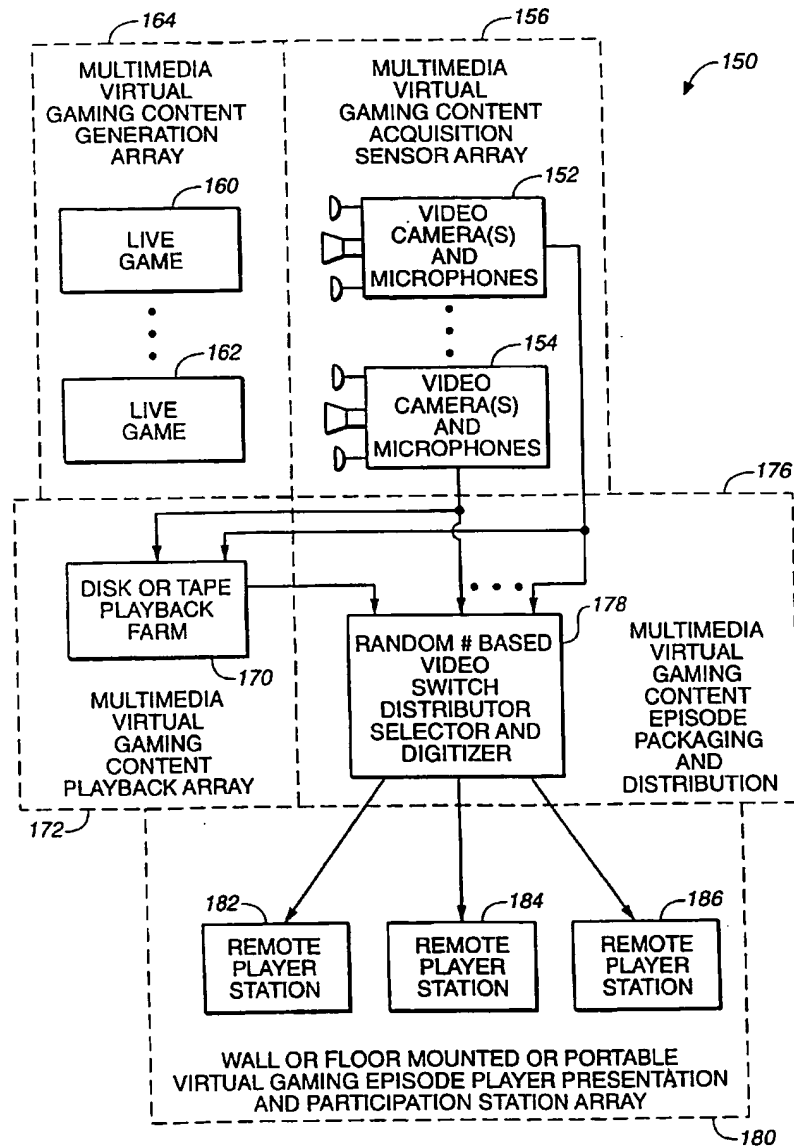 164
156
150
MULTIMEDIA
VIRTUAL
GAMING CONTENT
GENERATION
ARRAY
MULTIMEDIA
VIRTUAL
GAMING CONTENT
ACQUISITION
SENSOR ARRAY
160
LIVE
GAME
152
VIDEO
CAMERA(S)
AND
MICROPHONES
162
LIVE
GAME
154
VIDEO
CAMERA(S)
AND
MICROPHONES
176
DISK OR TAPE
PLAYBACK
FARM
170
MULTIMEDIA
VIRTUAL
GAMING
CONTENT
PLAYBACK ARRAY
172
178
RANDOM # BASED
VIDEO
SWITCH
DISTRIBUTOR
SELECTOR AND
DIGITIZER
MULTIMEDIA
VIRTUAL
GAMING
CONTENT
EPISODE
PACKAGING
AND
DISTRIBUTION
182
REMOTE
PLAYER
STATION
184
REMOTE
PLAYER
STATION
186
REMOTE
PLAYER
STATION
WALL OR FLOOR MOUNTED OR PORTABLE
VIRTUAL GAMING EPISODE PLAYER PRESENTATION
AND PARTICIPATION STATION ARRAY
180